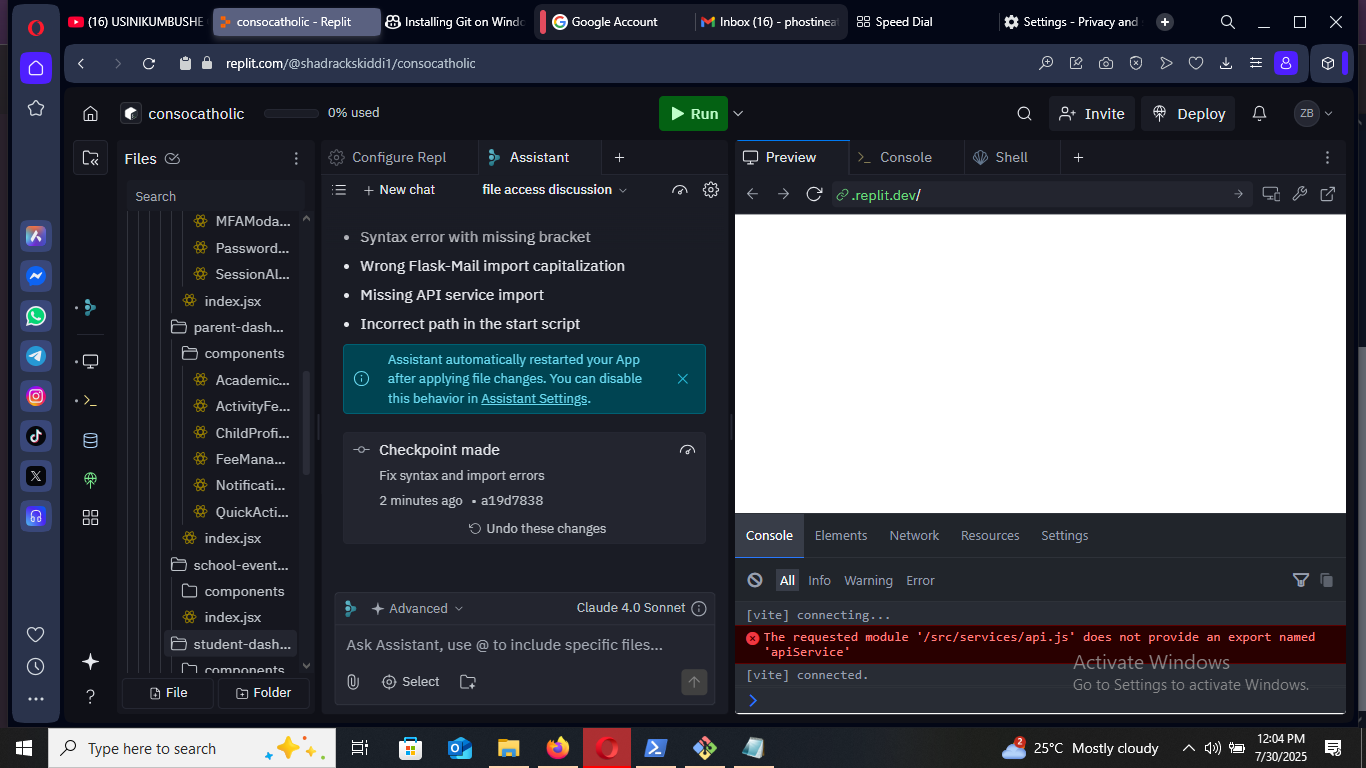 (16) USINIKUMBUSHE
consocatholic - Replit
Installing Git on Windo
Google Account
Inbox (16) - phostinea
Speed Dial
Settings - Privacy and
replit.com/@shadrackskiddi1/consocatholic
consocatholic
0% used
Run
Invite
Deploy
ZB
Files
Search
MFAModa...
Password...
SessionAl...
index.jsx
parent-dash...
components
Academic...
ActivityFe...
ChildProfi...
FeeMana...
Notificati...
QuickActi...
index.jsx
school-event...
components
index.jsx
student-dash...
components
File
Folder
Configure Repl
Assistant
New chat
file access discussion
• Syntax error with missing bracket
• Wrong Flask-Mail import capitalization
• Missing API service import
• Incorrect path in the start script
Assistant automatically restarted your App
after applying file changes. You can disable
this behavior in Assistant Settings.
Checkpoint made
Fix syntax and import errors
2 minutes ago • a19d7838
Undo these changes
Advanced
Claude 4.0 Sonnet
Ask Assistant, use @ to include specific files...
Select
Preview
Console
Shell
.replit.dev/
Console
Elements
Network
Resources
Settings
All
Info
Warning
Error
[vite] connecting...
The requested module '/src/services/api.js' does not provide an export named
'apiService'
[vite] connected.
Activate Windows
Go to Settings to activate Windows.
Type here to search
2
25°C Mostly cloudy
12:04 PM
7/30/2025